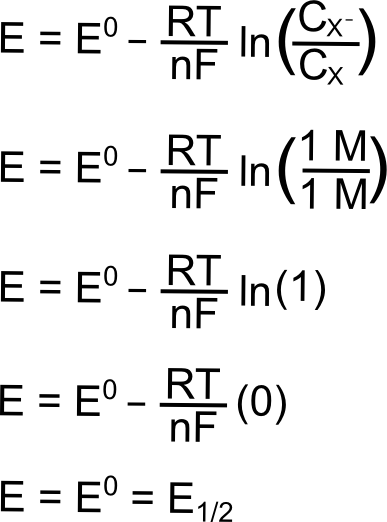 E = E⁰ – RT/nF ln(Cₓ⁻/Cₓ)
E = E⁰ – RT/nF ln(1 M/1 M)
E = E⁰ – RT/nF ln(1)
E = E⁰ – RT/nF (0)
E = E⁰ = E₁/₂